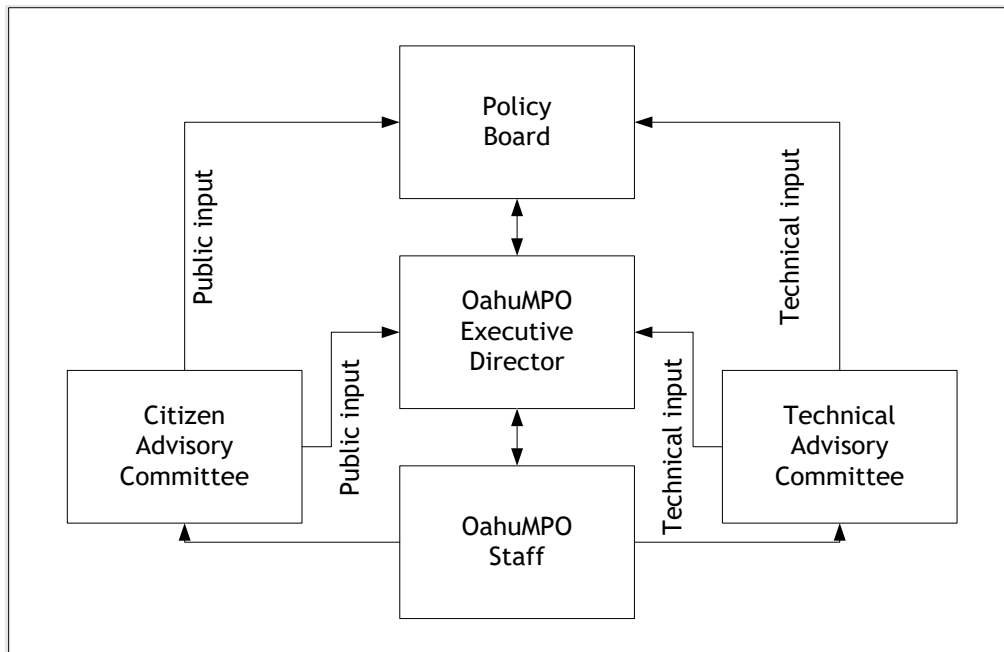 Policy
Board
Public input
Technical input
OahuMPO
Executive
Director
Citizen
Advisory
Committee
Public input
Technical input
Technical
Advisory
Committee
OahuMPO
Staff